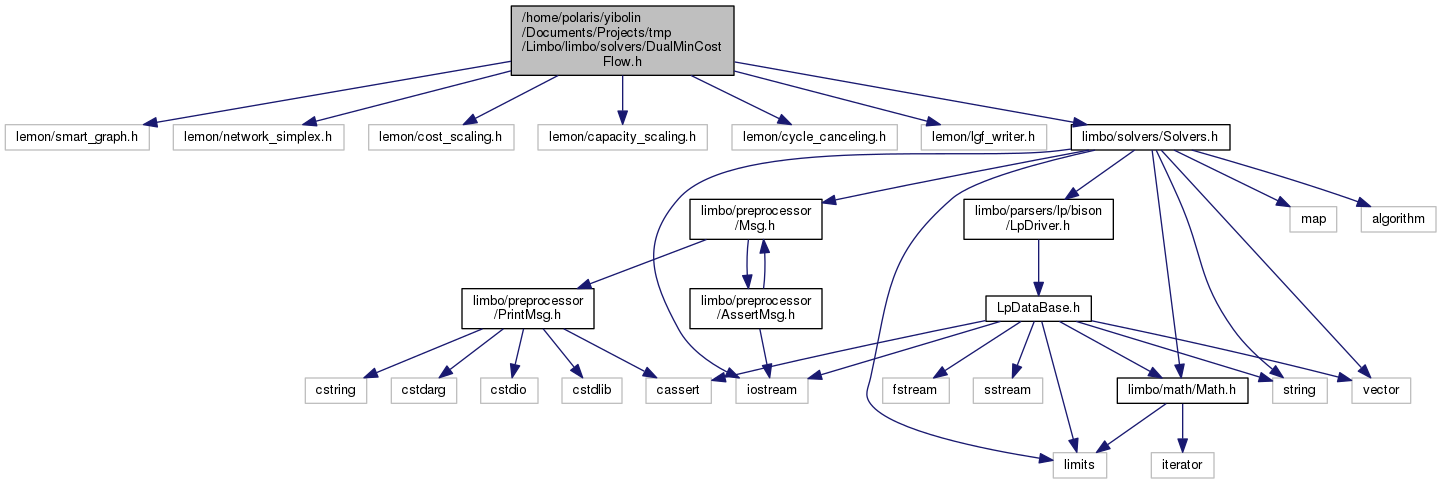 /home/polaris/yibolin
/Documents/Projects/tmp
/Limbo/limbo/solvers/DualMinCost
Flow.h
lemon/smart_graph.h
lemon/network_simplex.h
lemon/cost_scaling.h
lemon/capacity_scaling.h
lemon/cycle_canceling.h
lemon/lgf_writer.h
limbo/solvers/Solvers.h
limbo/preprocessor
/Msg.h
limbo/parsers/lp/bison
/LpDriver.h
map
algorithm
limbo/preprocessor
/PrintMsg.h
limbo/preprocessor
/AssertMsg.h
LpDataBase.h
cstring
cstdarg
cstdio
cstdlib
cassert
iostream
fstream
sstream
limbo/math/Math.h
string
vector
limits
iterator